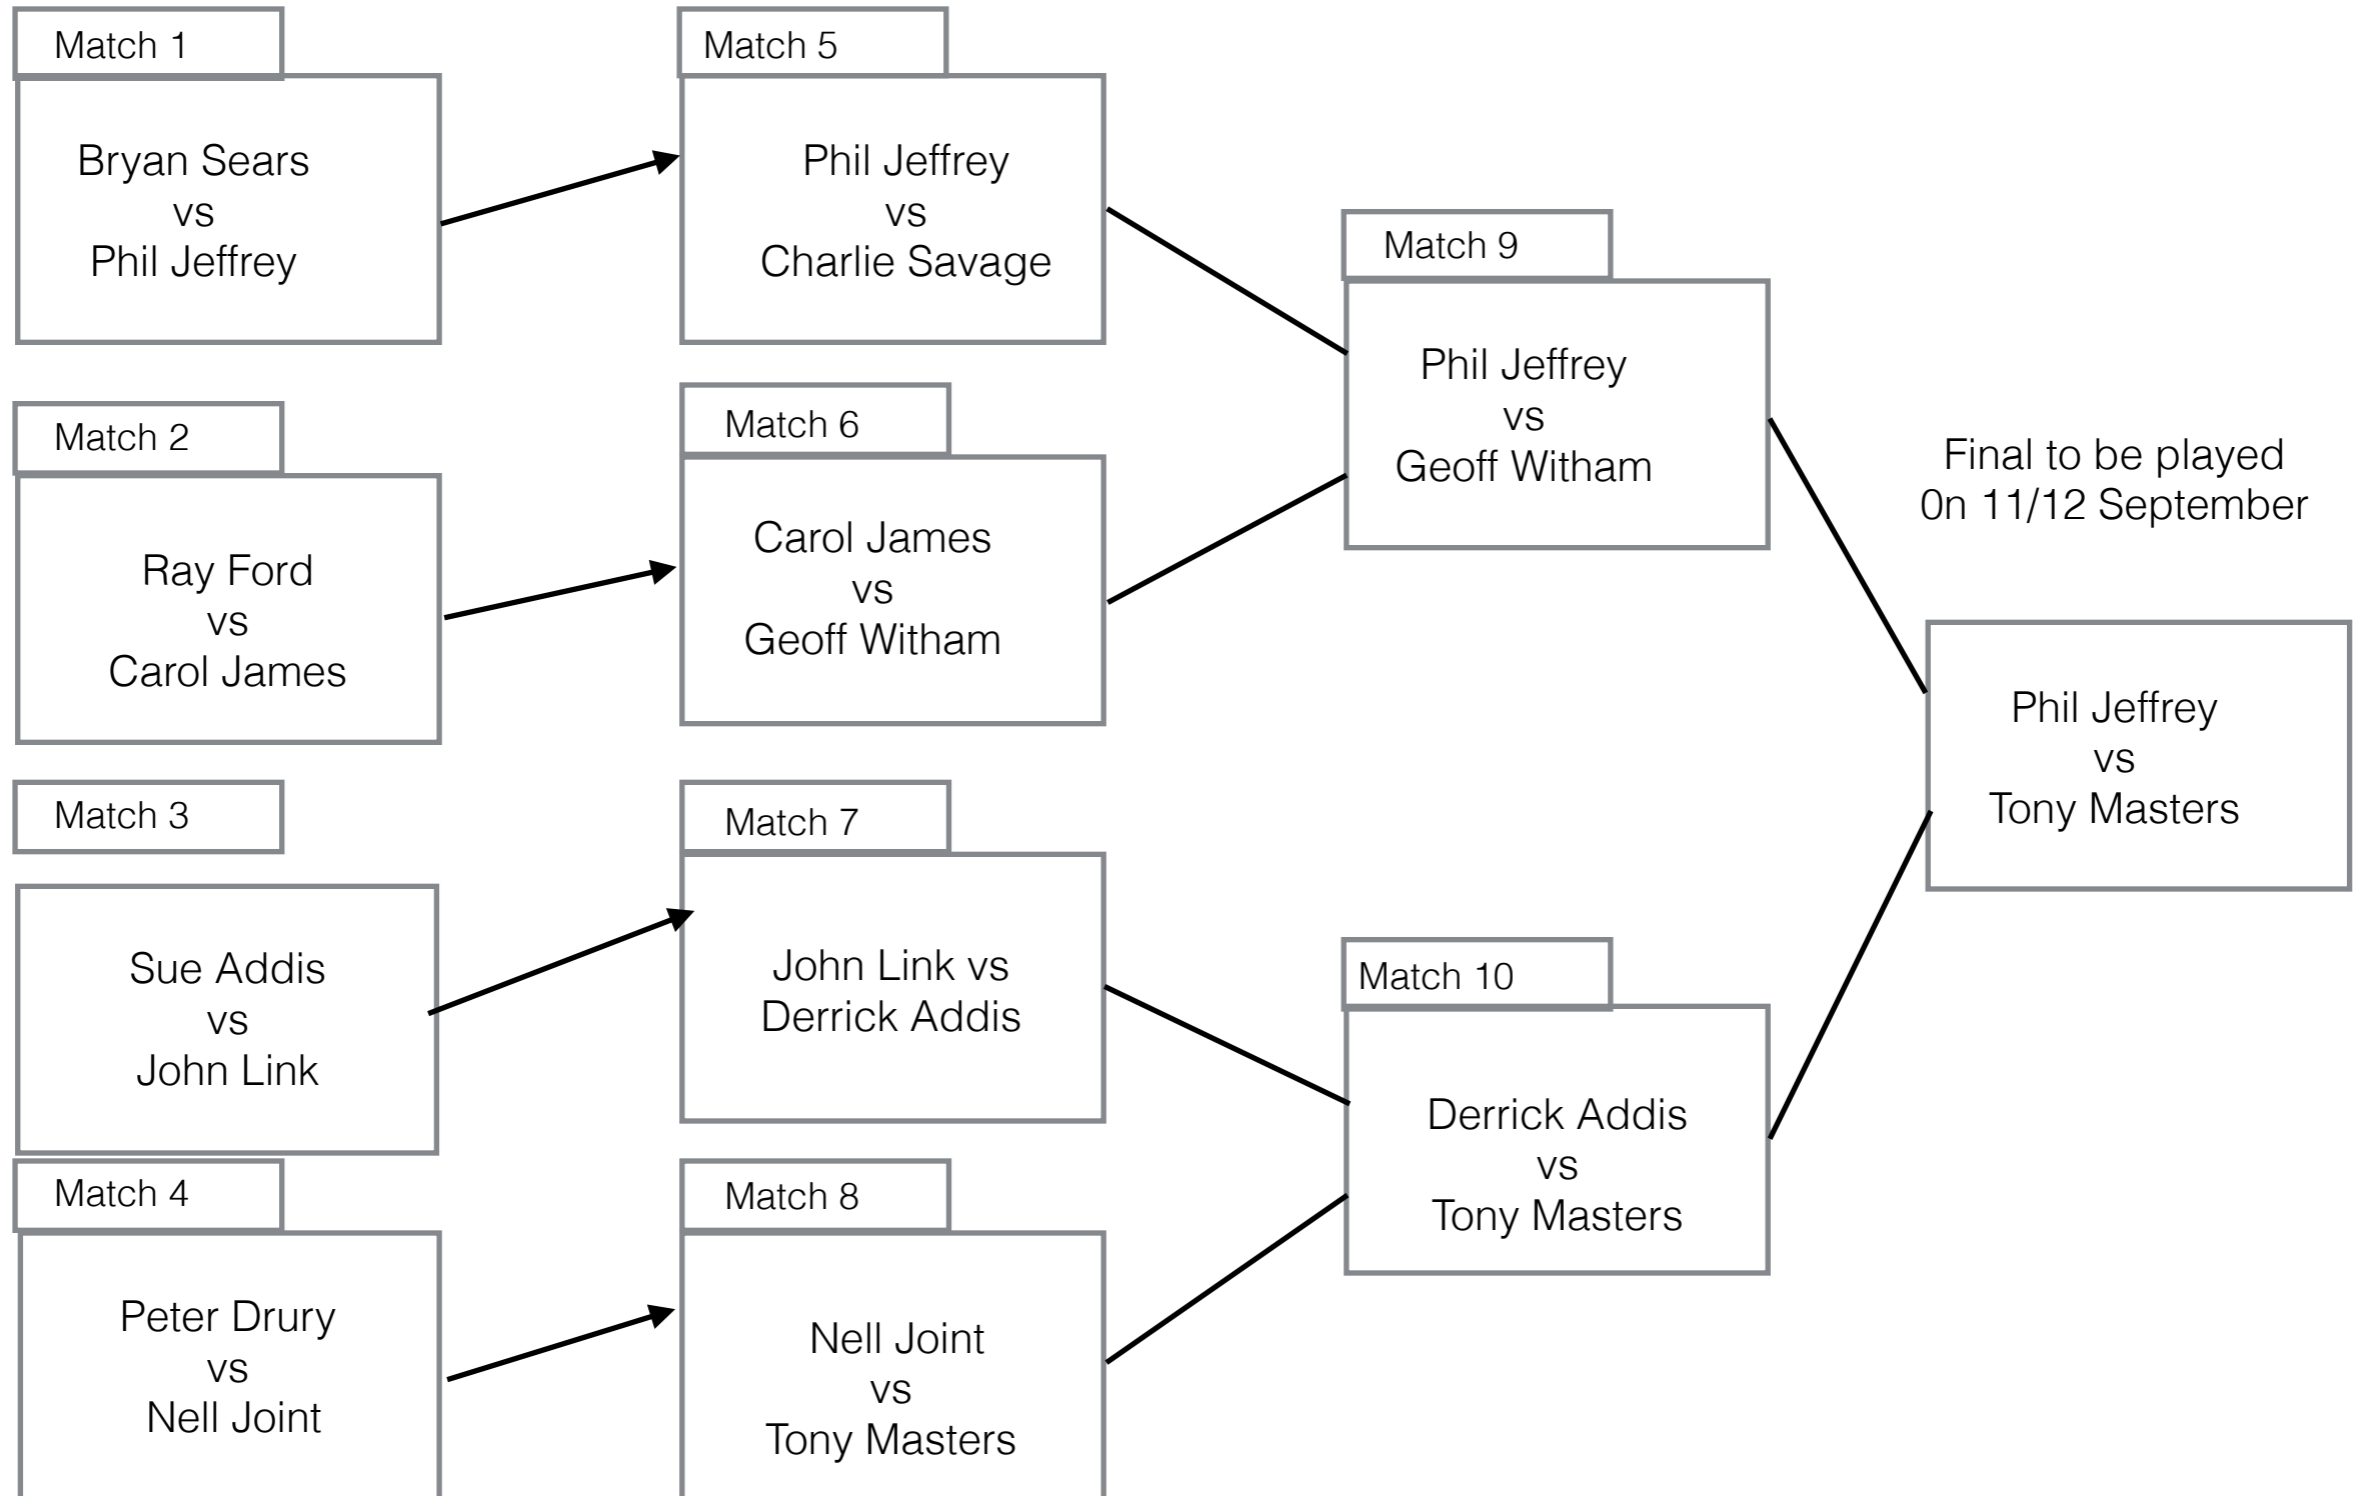 Match 1
Bryan Sears
vs
Phil Jeffrey
Match 2
Ray Ford
vs
Carol James
Match 3
Sue Addis
vs
John Link
Match 4
Peter Drury
vs
Nell Joint
Match 5
Phil Jeffrey
vs
Charlie Savage
Match 6
Carol James
vs
Geoff Witham
Match 7
John Link vs
Derrick Addis
Match 8
Nell Joint
vs
Tony Masters
Match 9
Phil Jeffrey
vs
Geoff Witham
Match 10
Derrick Addis
vs
Tony Masters
Final to be played
0n 11/12 September
Phil Jeffrey
vs
Tony Masters